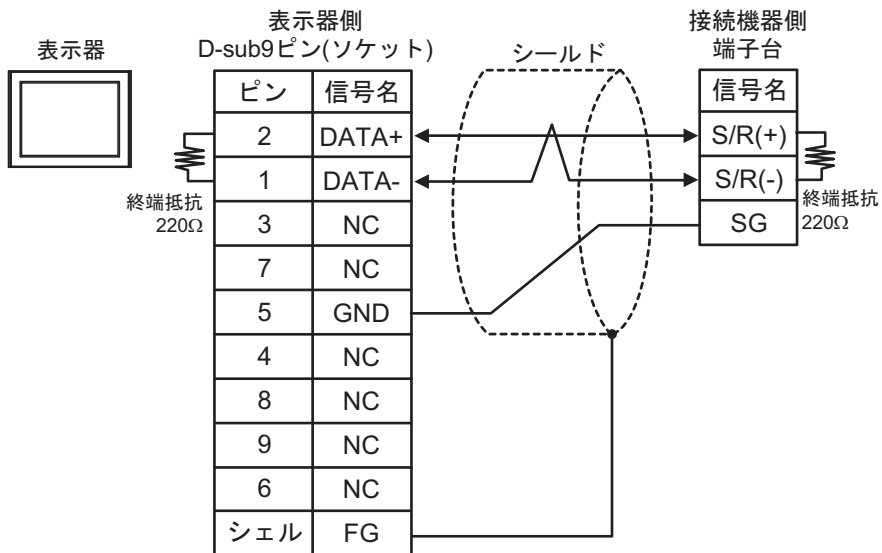 表示器
表示器側
D-sub9ピン(ソケット)
シールド
接続機器側
端子台
ピン 信号名
信号名
2 DATA+
S/R(+)
1 DATA-
S/R(-)
終端抵抗
220Ω
終端抵抗
220Ω
3 NC
SG
7 NC
5 GND
4 NC
8 NC
9 NC
6 NC
シェル FG